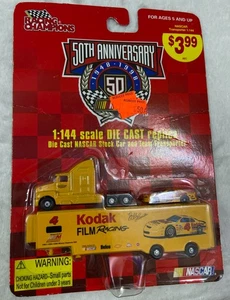 RACING
CHAMPIONS
FOR AGES 5 AND UP
$3.99
50TH ANNIVERSARY
1948-1998
50
1:144 scale DIE CAST replica
Die Cast NASCAR Stock Car and Team Transporter
4
Kodak
FILM Racing
4
WARNING:
CHOKING HAZARD-Small parts
Not for children under 3 years
NASCAR